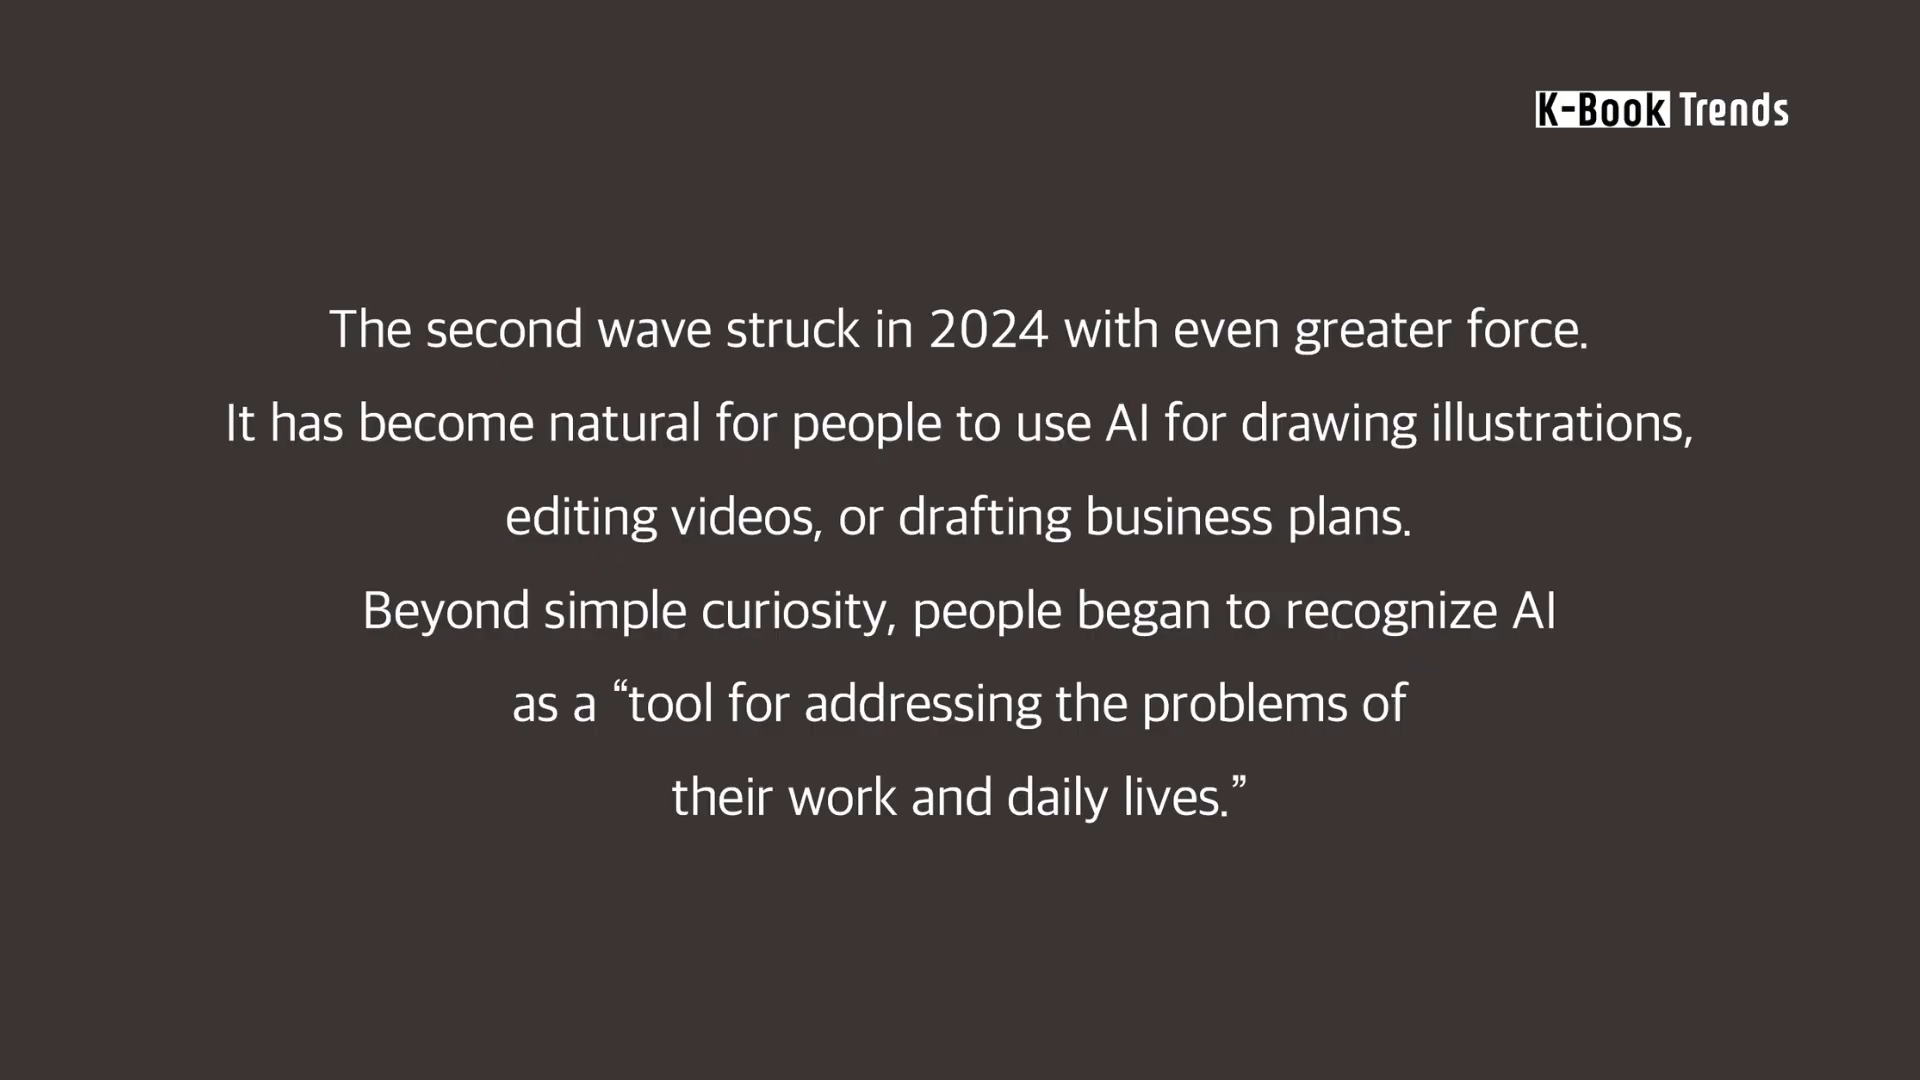 K-Book Trends
The second wave struck in 2024 with even greater force.
It has become natural for people to use AI for drawing illustrations,
editing videos, or drafting business plans.
Beyond simple curiosity, people began to recognize AI
as a “tool for addressing the problems of
their work and daily lives.”